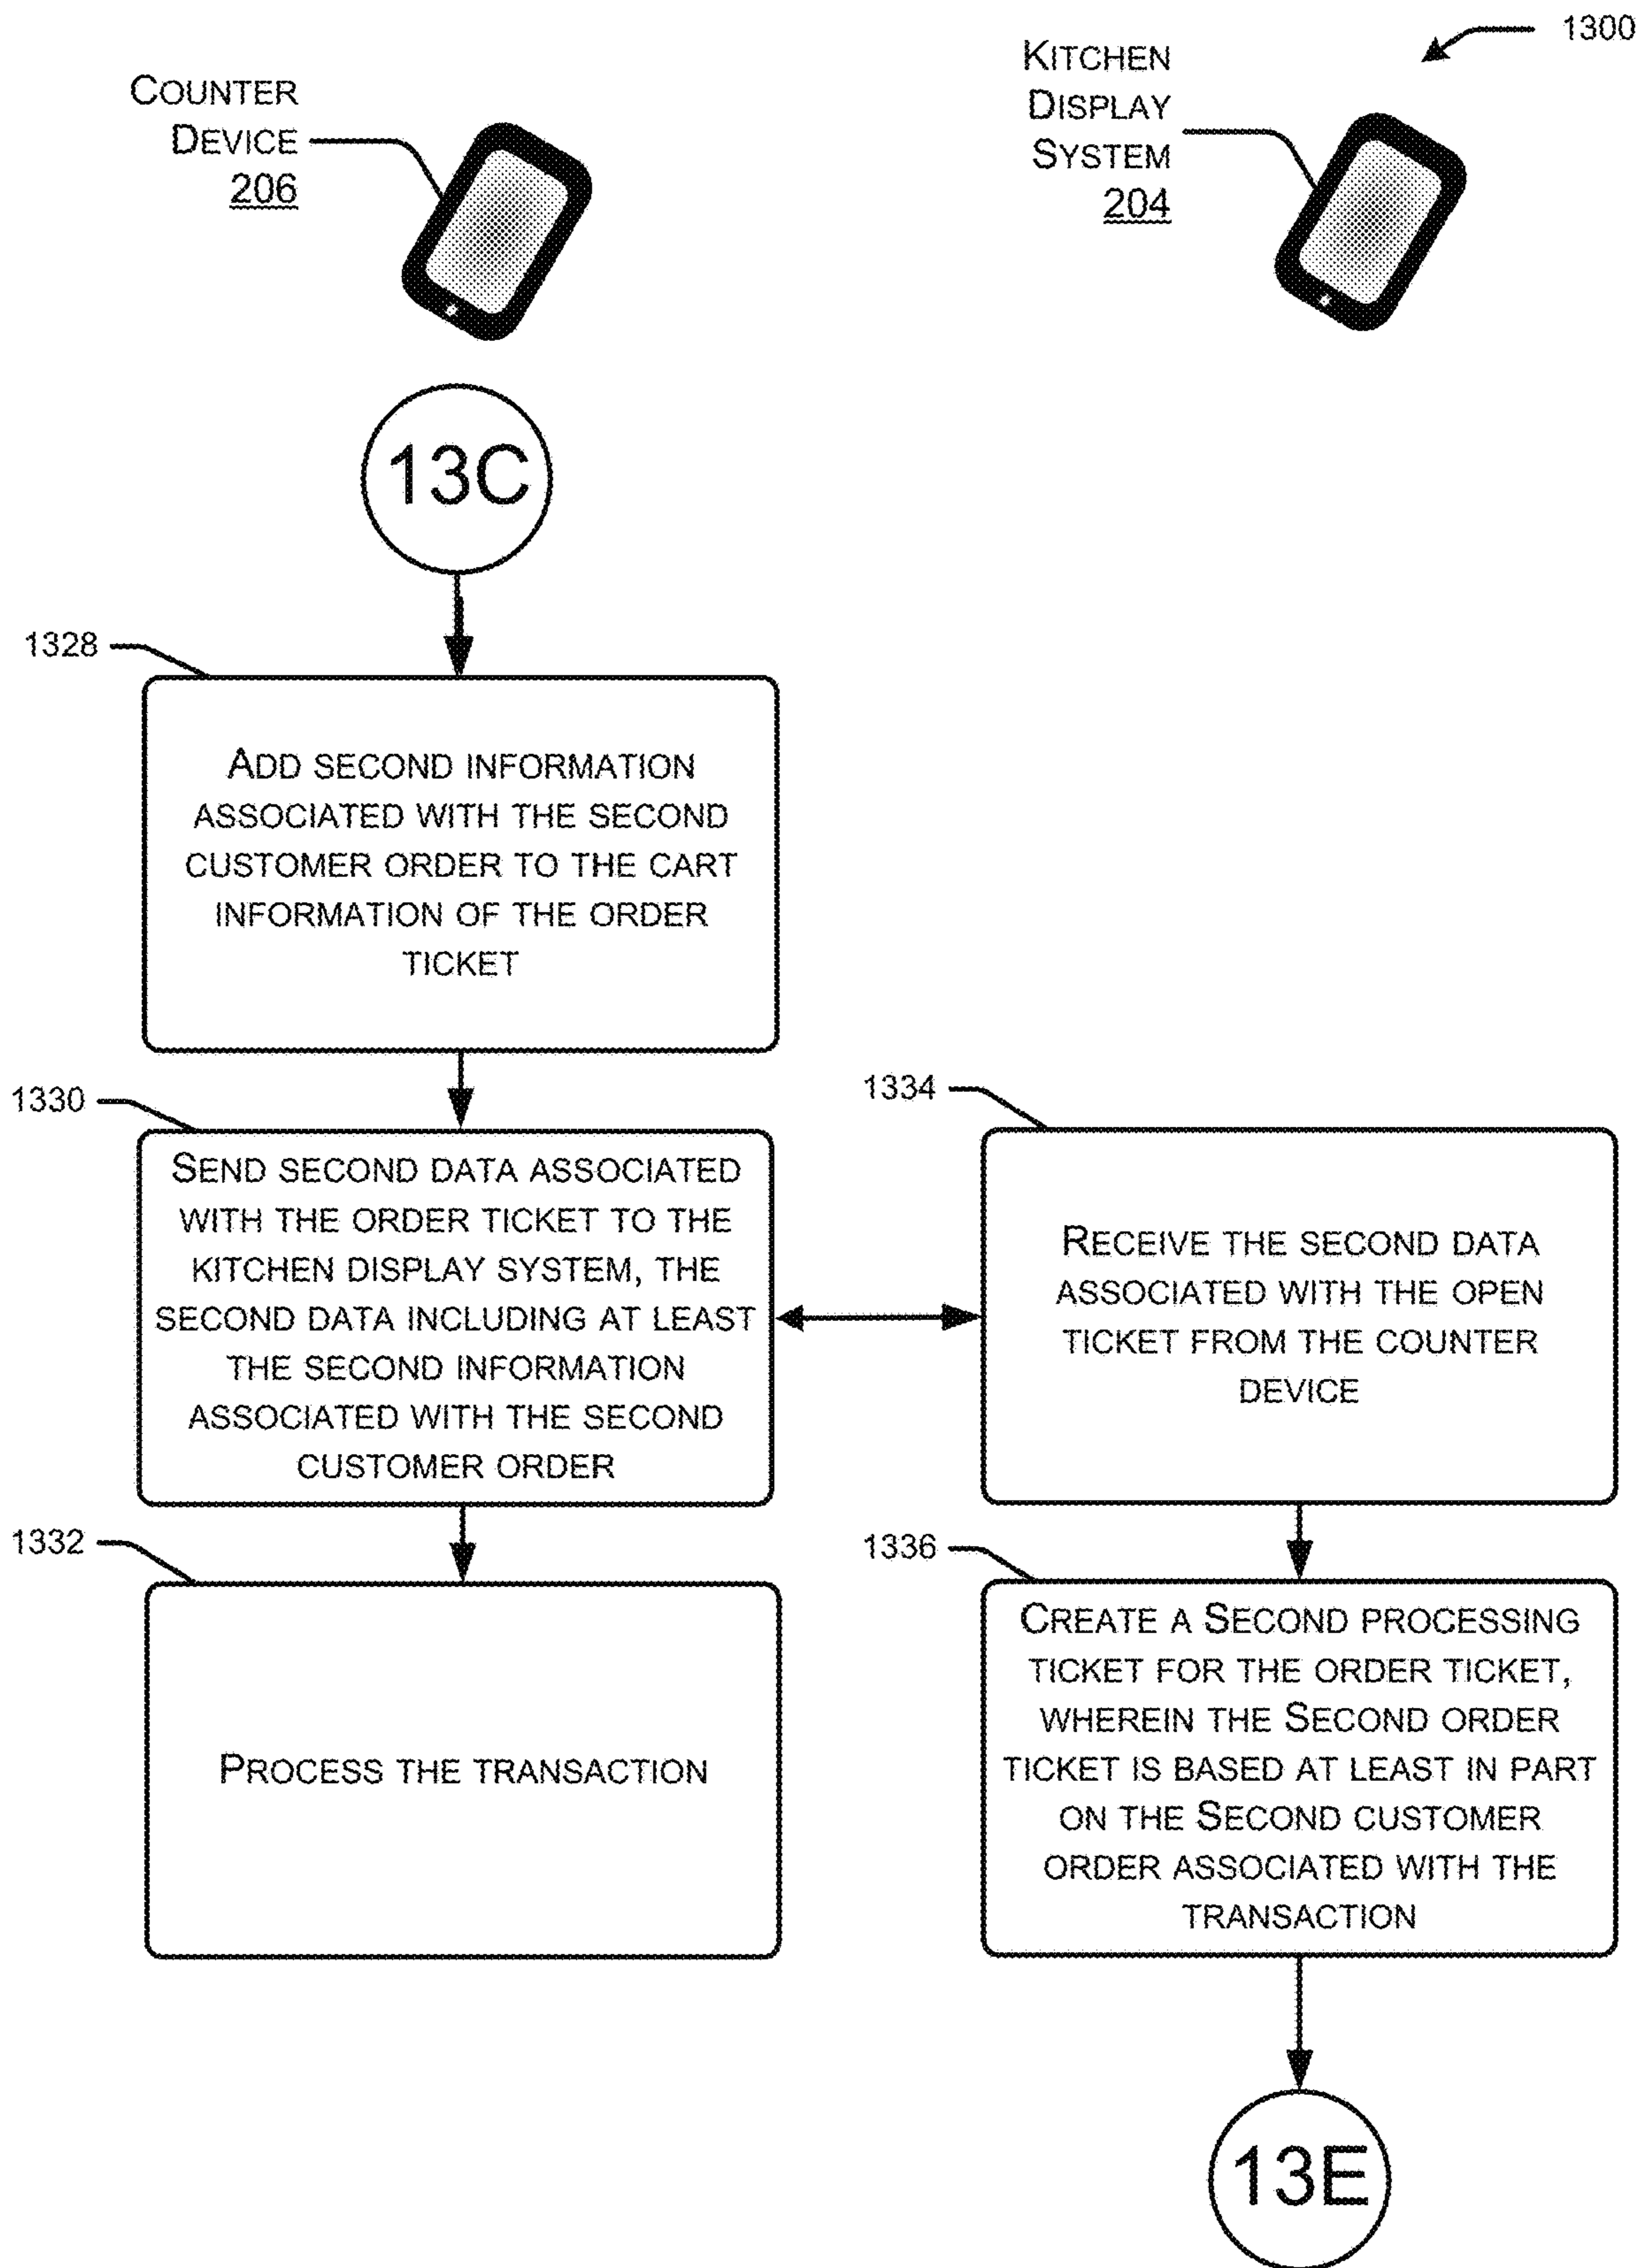 1300
COUNTER
DEVICE
206
KITCHEN
DISPLAY
SYSTEM
204
13C
1328
ADD SECOND INFORMATION
ASSOCIATED WITH THE SECOND
CUSTOMER ORDER TO THE CART
INFORMATION OF THE ORDER
TICKET
1330
SEND SECOND DATA ASSOCIATED
WITH THE ORDER TICKET TO THE
KITCHEN DISPLAY SYSTEM, THE
SECOND DATA INCLUDING AT LEAST
THE SECOND INFORMATION
ASSOCIATED WITH THE SECOND
CUSTOMER ORDER
1334
RECEIVE THE SECOND DATA
ASSOCIATED WITH THE OPEN
TICKET FROM THE COUNTER
DEVICE
1332
PROCESS THE TRANSACTION
1336
CREATE A SECOND PROCESSING
TICKET FOR THE ORDER TICKET,
WHEREIN THE SECOND ORDER
TICKET IS BASED AT LEAST IN PART
ON THE SECOND CUSTOMER
ORDER ASSOCIATED WITH THE
TRANSACTION
13E